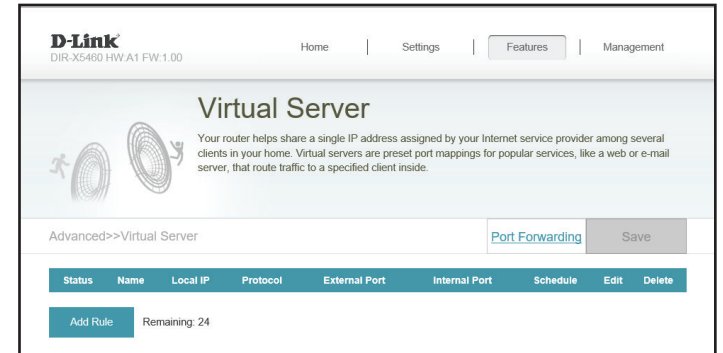 D-Link
DIR-X5460 HW:A1 FW:1.00
Home
Settings
Features
Management
Virtual Server
Your router helps share a single IP address assigned by your Internet service provider among several
clients in your home. Virtual servers are preset port mappings for popular services, like a web or e-mail
server, that route traffic to a specified client inside.
Advanced>>Virtual Server
Port Forwarding
Save
Status Name Local IP Protocol External Port Internal Port Schedule Edit Delete
Add Rule Remaining: 24